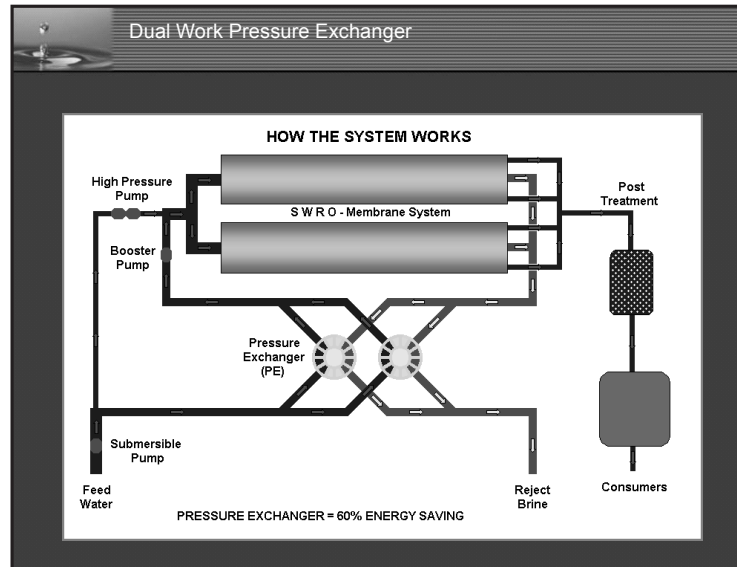 Dual Work Pressure Exchanger
HOW THE SYSTEM WORKS
High Pressure
Pump
S W R O - Membrane System
Post
Treatment
Booster
Pump
Pressure
Exchanger
(PE)
Submersible
Pump
Feed
Water
Reject
Brine
Consumers
PRESSURE EXCHANGER = 60% ENERGY SAVING